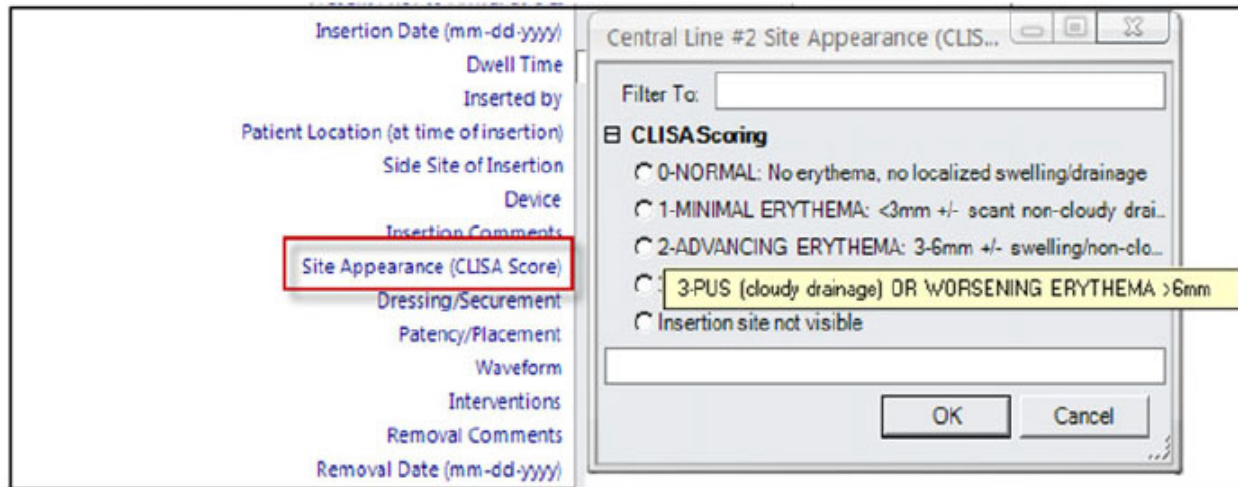 Insertion Date (mm-dd-yyyy)
Dwell Time
Inserted by
Patient Location (at time of insertion)
Side Site of Insertion
Device
Insertion Comments
Site Appearance (CLISA Score)
Dressing/Securement
Patency/Placement
Waveform
Interventions
Removal Comments
Removal Date (mm-dd-yyyy)
Central Line #2 Site Appearance (CLIS...
Filter To:
CLISA Scoring
0-NORMAL: No erythema, no localized swelling/drainage
1-MINIMAL ERYTHEMA: <3mm +/- scant non-cloudy drai...
2-ADVANCING ERYTHEMA: 3-6mm +/- swelling/non-clo...
3-PUS (cloudy drainage) OR WORSENING ERYTHEMA >6mm
Insertion site not visible
OK Cancel